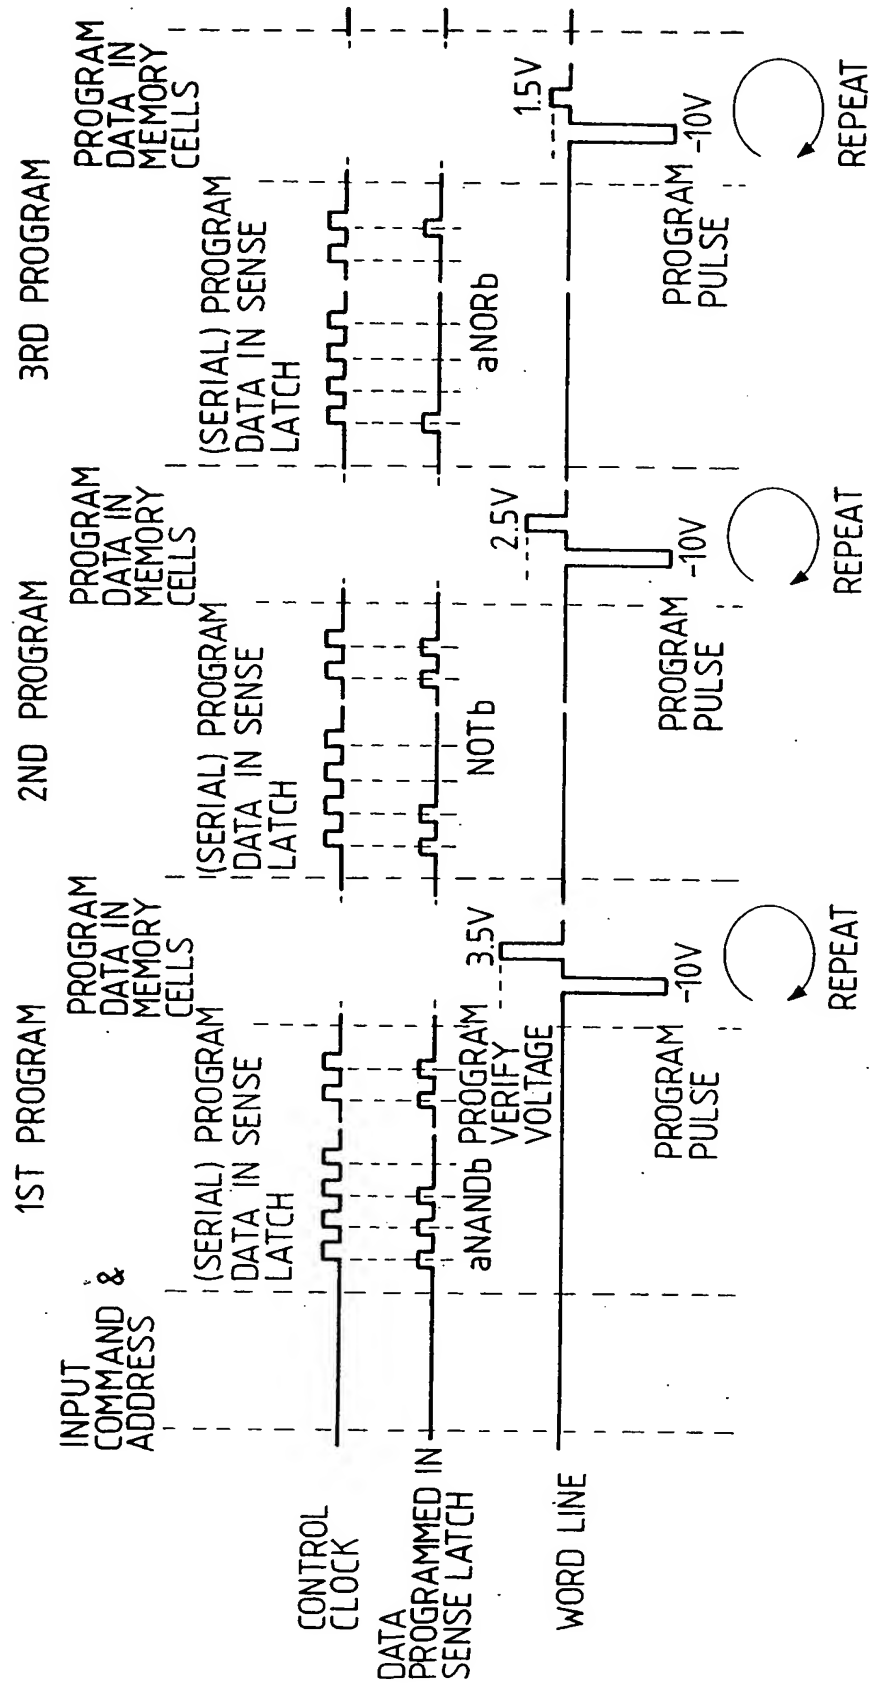 INPUT
COMMAND &
ADDRESS
1ST PROGRAM
(SERIAL) PROGRAM
DATA IN SENSE
LATCH
PROGRAM
DATA IN
MEMORY
CELLS
2ND PROGRAM
(SERIAL) PROGRAM
DATA IN SENSE
LATCH
PROGRAM
DATA IN
MEMORY
CELLS
3RD PROGRAM
(SERIAL) PROGRAM
DATA IN SENSE
LATCH
PROGRAM
DATA IN
MEMORY
CELLS
CONTROL
CLOCK
DATA
PROGRAMMED IN
SENSE LATCH
aNANDb
PROGRAM
VERIFY
VOLTAGE
3.5V
NOTb
2.5V
aNORb
1.5V
WORD LINE
PROGRAM
PULSE
-10V
PROGRAM
PULSE
-10V
PROGRAM
PULSE
-10V
REPEAT
REPEAT
REPEAT